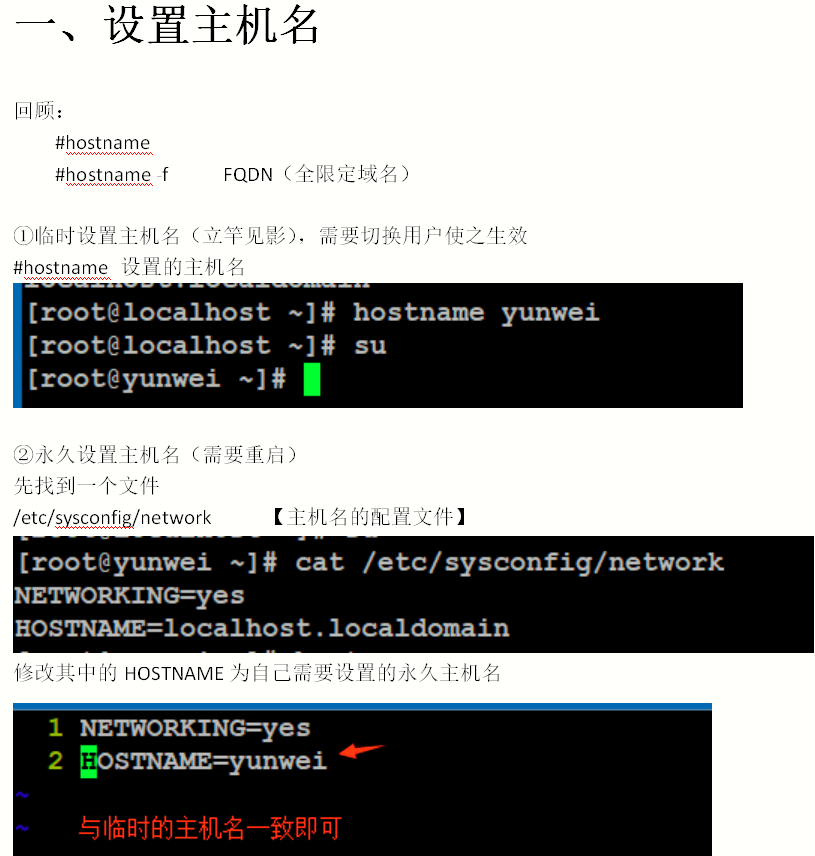 一、设置主机名
回顾：
#hostname
#hostname -f FQDN（全限定域名）
①临时设置主机名（立竿见影），需要切换用户使之生效
#hostname 设置的主机名
localhost.localdomain
[root@localhost ~]# hostname yunwei
[root@localhost ~]# su
[root@yunwei ~]#
②永久设置主机名（需要重启）
先找到一个文件
/etc/sysconfig/network 【主机名的配置文件】
[root@yunwei ~]# cat /etc/sysconfig/network
NETWORKING=yes
HOSTNAME=localhost.localdomain
修改其中的 HOSTNAME 为自己需要设置的永久主机名
1 NETWORKING=yes
2 HOSTNAME=yunwei
~
~ 与临时的主机名一致即可